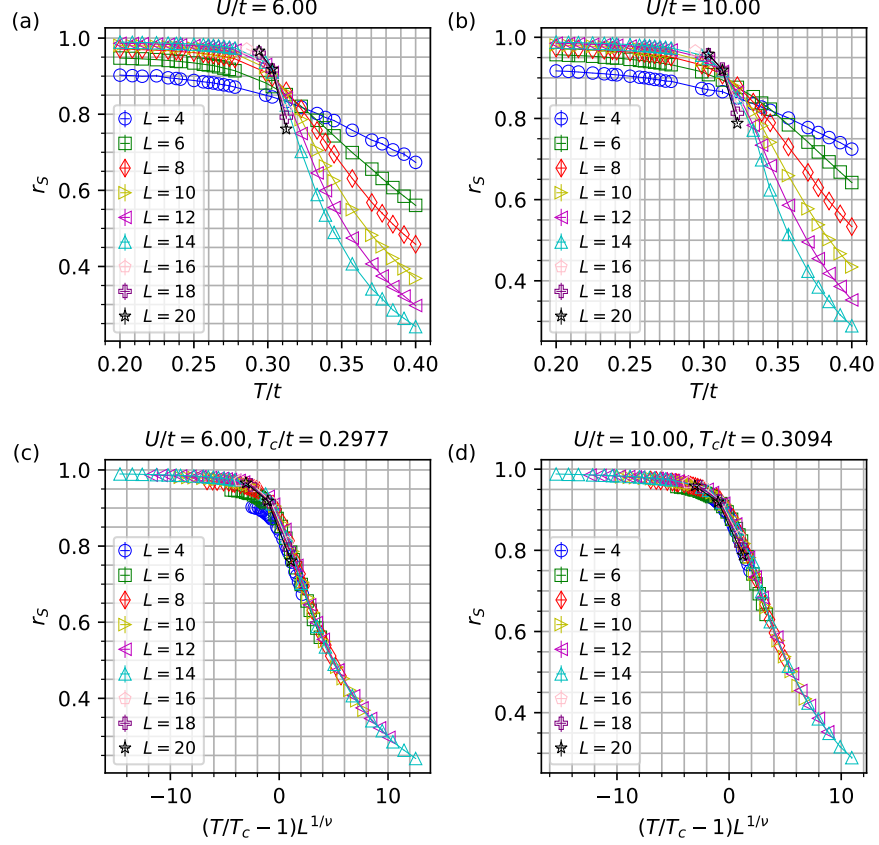 (a)
U/t = 6.00
1.0
0.8
0.6
0.4
r_S
L = 4
L = 6
L = 8
L = 10
L = 12
L = 14
L = 16
L = 18
L = 20
0.20 0.25 0.30 0.35 0.40
T/t
(b)
U/t = 10.00
1.0
0.8
0.6
0.4
r_S
L = 4
L = 6
L = 8
L = 10
L = 12
L = 14
L = 16
L = 18
L = 20
0.20 0.25 0.30 0.35 0.40
T/t
(c)
U/t = 6.00, T_c/t = 0.2977
1.0
0.8
0.6
0.4
r_S
L = 4
L = 6
L = 8
L = 10
L = 12
L = 14
L = 16
L = 18
L = 20
−10 0 10
(T/T_c − 1)L^{1/ν}
(d)
U/t = 10.00, T_c/t = 0.3094
1.0
0.8
0.6
0.4
r_S
L = 4
L = 6
L = 8
L = 10
L = 12
L = 14
L = 16
L = 18
L = 20
−10 0 10
(T/T_c − 1)L^{1/ν}